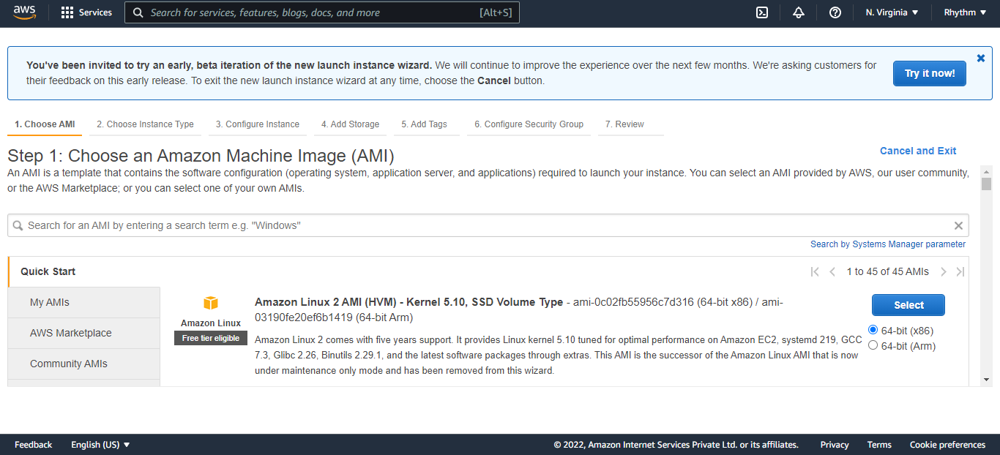 aws
Services
Search for services, features, blogs, docs, and more
[Alt+S]
N. Virginia ▼
Rhythm ▼
You've been invited to try an early, beta iteration of the new launch instance wizard. We will continue to improve the experience over the next few months. We're asking customers for
their feedback on this early release. To exit the new launch instance wizard at any time, choose the Cancel button.
Try it now!
1. Choose AMI
2. Choose Instance Type
3. Configure Instance
4. Add Storage
5. Add Tags
6. Configure Security Group
7. Review
Step 1: Choose an Amazon Machine Image (AMI)
Cancel and Exit
An AMI is a template that contains the software configuration (operating system, application server, and applications) required to launch your instance. You can select an AMI provided by AWS, our user community,
or the AWS Marketplace; or you can select one of your own AMIs.
Search for an AMI by entering a search term e.g. "Windows"
Search by Systems Manager parameter
Quick Start
1 to 45 of 45 AMIs
My AMIs
AWS Marketplace
Community AMIs
Amazon Linux
Free tier eligible
Amazon Linux 2 AMI (HVM) - Kernel 5.10, SSD Volume Type - ami-0c02fb55956c7d316 (64-bit x86) / ami-
03190fe20ef6b1419 (64-bit Arm)
Amazon Linux 2 comes with five years support. It provides Linux kernel 5.10 tuned for optimal performance on Amazon EC2, systemd 219, GCC
7.3, Glibc 2.26, Binutils 2.29.1, and the latest software packages through extras. This AMI is the successor of the Amazon Linux AMI that is now
under maintenance only mode and has been removed from this wizard.
Select
64-bit (x86)
64-bit (Arm)
Feedback
English (US) ▼
© 2022, Amazon Internet Services Private Ltd. or its affiliates.
Privacy
Terms
Cookie preferences